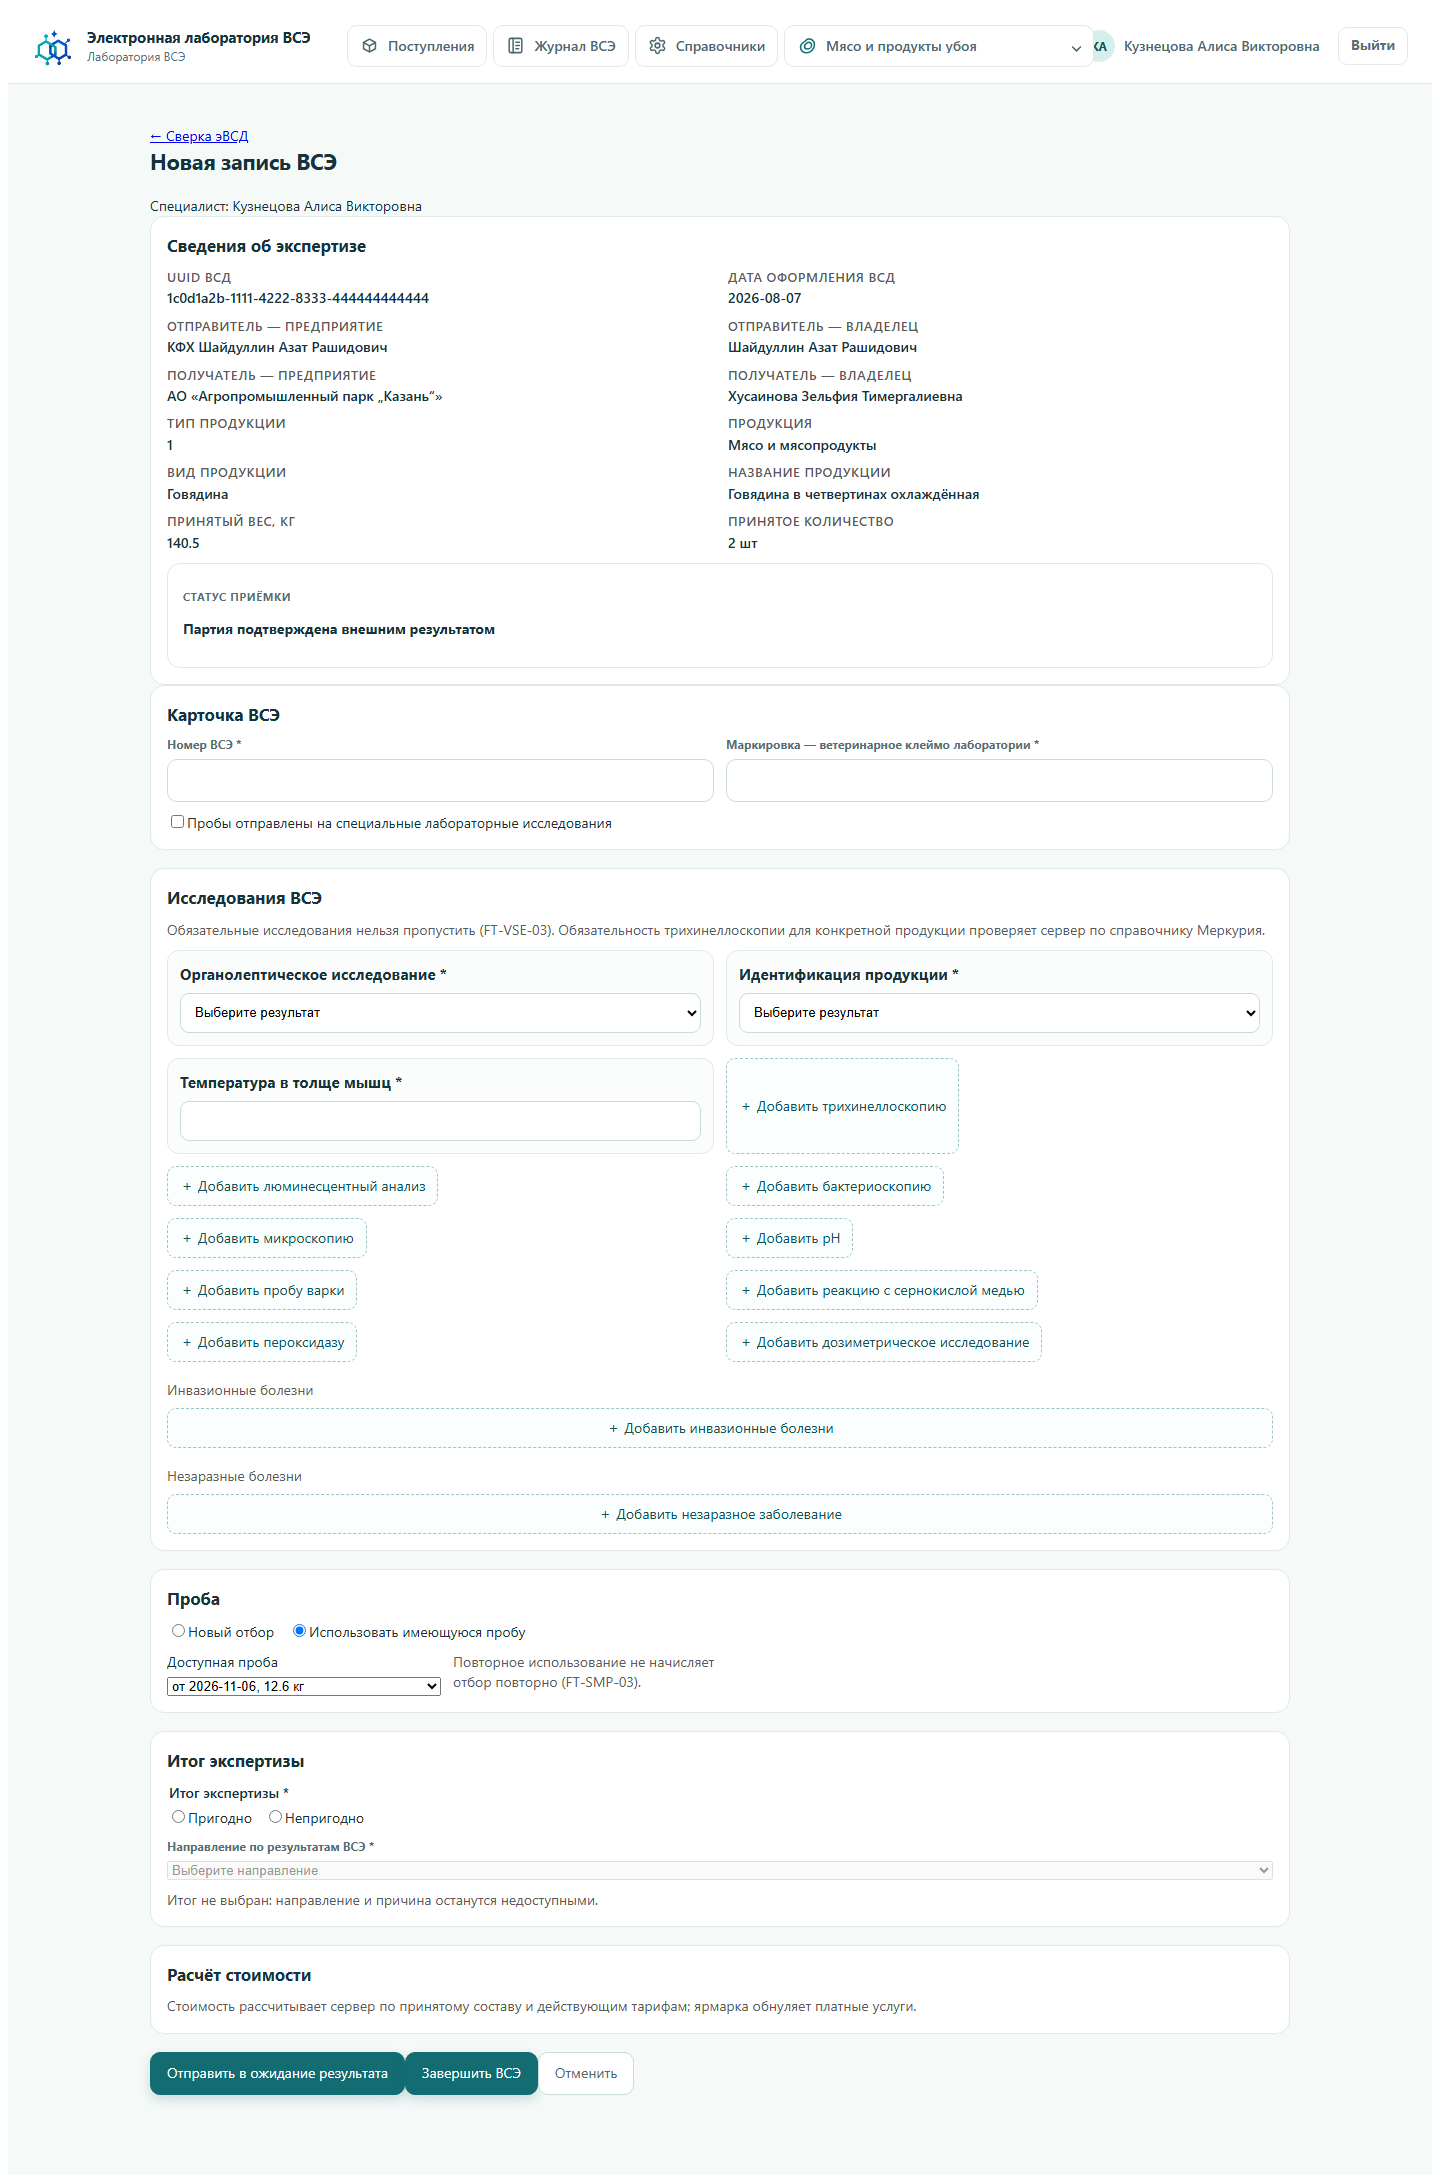 Электронная лаборатория ВСЭ
Лаборатория ВСЭ
Поступления
Журнал ВСЭ
Справочники
Мясо и продукты убоя
КА
Кузнецова Алиса Викторовна
Выйти
← Сверка эВСД
Новая запись ВСЭ
Специалист: Кузнецова Алиса Викторовна
Сведения об экспертизе
UUID ВСД
1c0d1a2b-1111-4222-8333-444444444444
ДАТА ОФОРМЛЕНИЯ ВСД
2026-08-07
ОТПРАВИТЕЛЬ — ПРЕДПРИЯТИЕ
КФХ Шайдуллин Азат Рашидович
ОТПРАВИТЕЛЬ — ВЛАДЕЛЕЦ
Шайдуллин Азат Рашидович
ПОЛУЧАТЕЛЬ — ПРЕДПРИЯТИЕ
АО «Агропромышленный парк „Казань“»
ПОЛУЧАТЕЛЬ — ВЛАДЕЛЕЦ
Хусаинова Зельфия Тимергалиевна
ТИП ПРОДУКЦИИ
1
ПРОДУКЦИЯ
Мясо и мясопродукты
ВИД ПРОДУКЦИИ
Говядина
НАЗВАНИЕ ПРОДУКЦИИ
Говядина в четвертинах охлаждённая
ПРИНЯТЫЙ ВЕС, КГ
140.5
ПРИНЯТОЕ КОЛИЧЕСТВО
2 шт
СТАТУС ПРИЁМКИ
Партия подтверждена внешним результатом
Карточка ВСЭ
Номер ВСЭ *
Маркировка — ветеринарное клеймо лаборатории *
Пробы отправлены на специальные лабораторные исследования
Исследования ВСЭ
Обязательные исследования нельзя пропустить (FT-VSE-03). Обязательность трихинеллоскопии для конкретной продукции проверяет сервер по справочнику Меркурия.
Органолептическое исследование *
Выберите результат
Идентификация продукции *
Выберите результат
Температура в толще мышц *
+ Добавить трихинеллоскопию
+ Добавить люминесцентный анализ
+ Добавить бактериоскопию
+ Добавить микроскопию
+ Добавить pH
+ Добавить пробу варки
+ Добавить реакцию с сернокислой медью
+ Добавить пероксидазу
+ Добавить дозиметрическое исследование
Инвазионные болезни
+ Добавить инвазионные болезни
Незаразные болезни
+ Добавить незаразное заболевание
Проба
Новый отбор
Использовать имеющуюся пробу
Доступная проба
от 2026-11-06, 12.6 кг
Повторное использование не начисляет
отбор повторно (FT-SMP-03).
Итог экспертизы
Итог экспертизы *
Пригодно
Непригодно
Направление по результатам ВСЭ *
Выберите направление
Итог не выбран: направление и причина останутся недоступными.
Расчёт стоимости
Стоимость рассчитывает сервер по принятому составу и действующим тарифам; ярмарка обнуляет платные услуги.
Отправить в ожидание результата
Завершить ВСЭ
Отменить